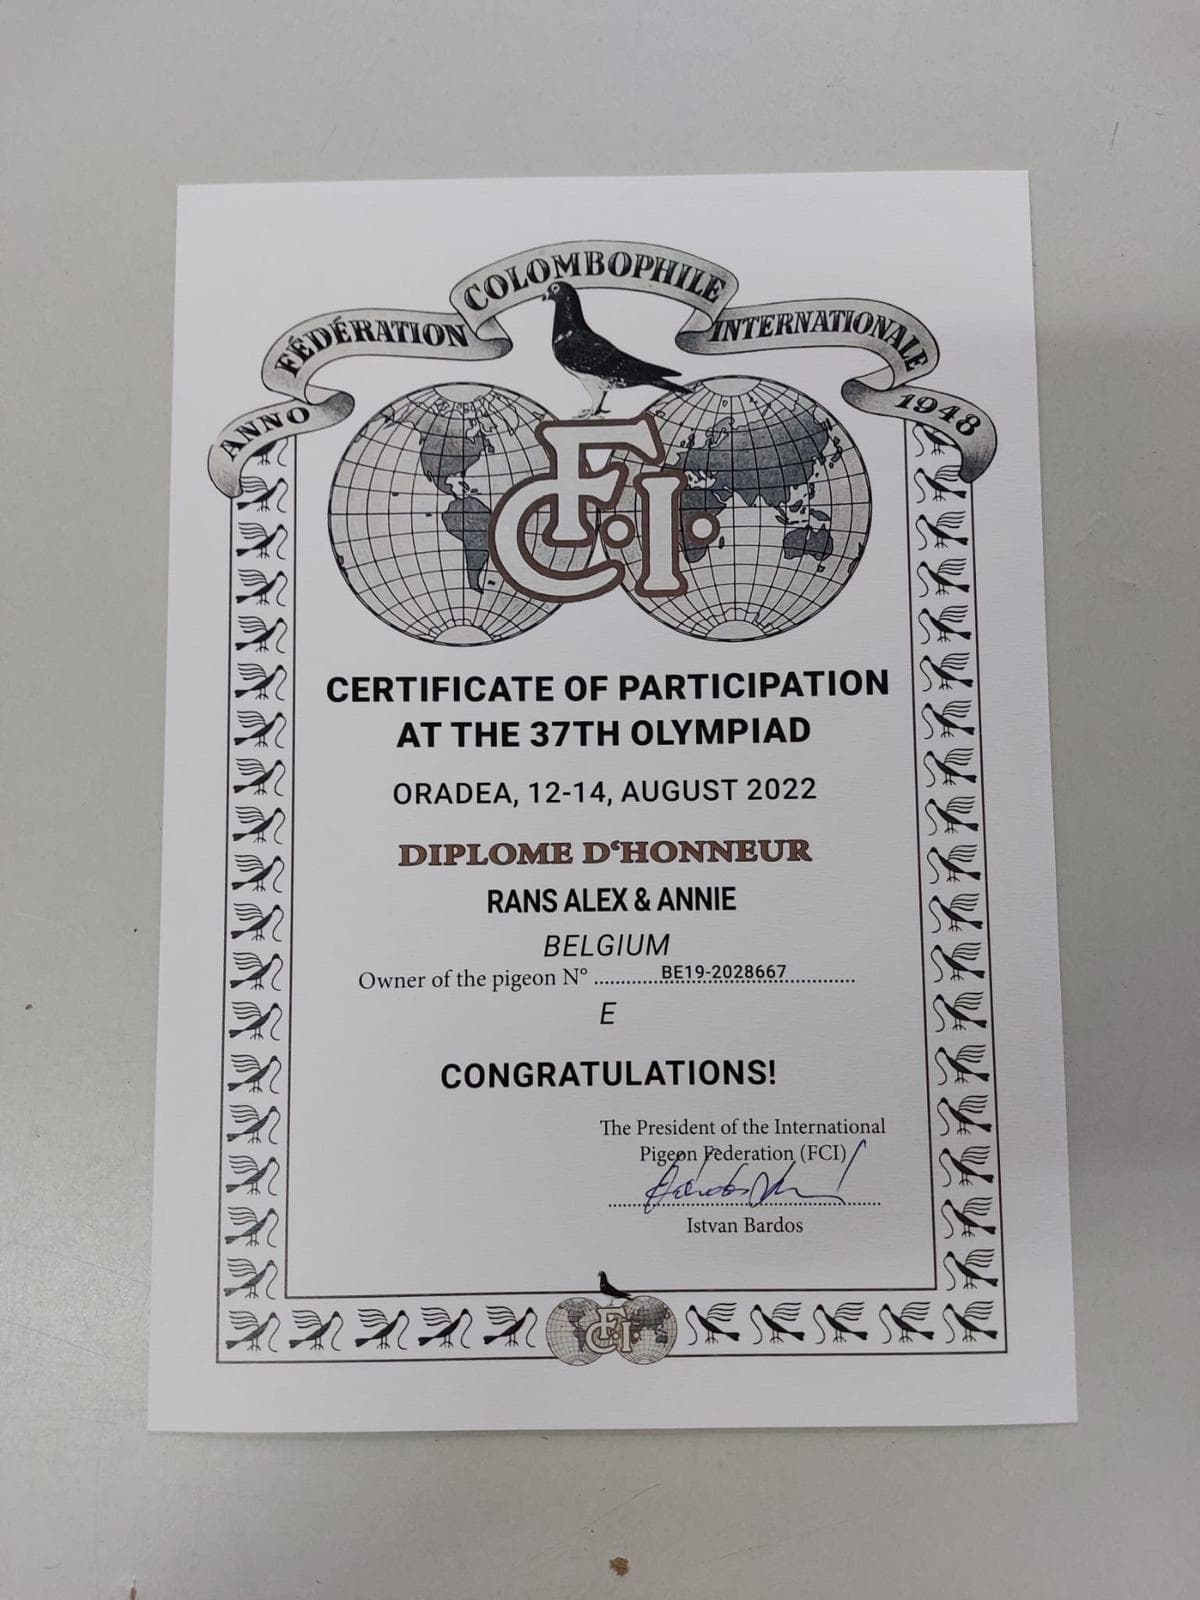 ANNO FÉDÉRATION COLOMBOPHILE INTERNATIONALE 1948
F.C.I.
CERTIFICATE OF PARTICIPATION
AT THE 37TH OLYMPIAD
ORADEA, 12-14, AUGUST 2022
DIPLOME D‘HONNEUR
RANS ALEX & ANNIE
BELGIUM
Owner of the pigeon Nº ..............BE19-2028667..............
E
CONGRATULATIONS!
The President of the International
Pigeon Federation (FCI)
Istvan Bardos
F.C.I.